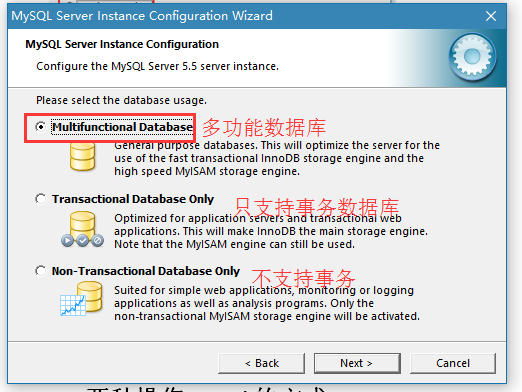 MySQL Server Instance Configuration Wizard
MySQL Server Instance Configuration
Configure the MySQL Server 5.5 server instance.
Please select the database usage.
Multifunctional Database 多功能数据库
General purpose databases. This will optimize the server for the
use of the fast transactional InnoDB storage engine and the
high speed MyISAM storage engine.
Transactional Database Only 只支持事务数据库
Optimized for application servers and transactional web
applications. This will make InnoDB the main storage engine.
Note that the MyISAM engine can still be used.
Non-Transactional Database Only 不支持事务
Suited for simple web applications, monitoring or logging
applications as well as analysis programs. Only the
non-transactional MyISAM storage engine will be activated.
< Back Next > Cancel